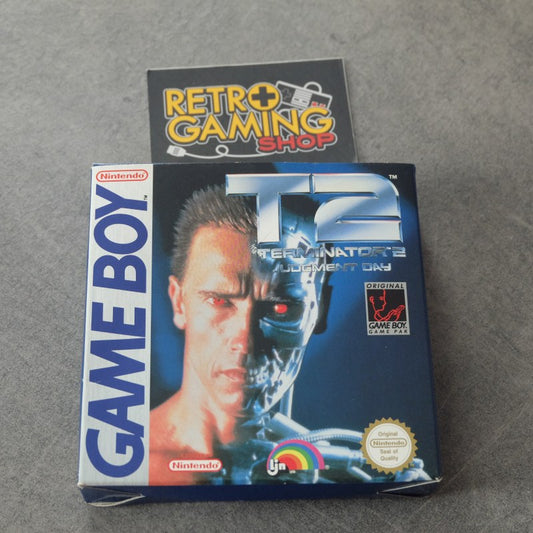 RETRO
GAMING
SHOP
Nintendo
GAME BOY
TM
T2
TM
TERMINATOR 2
JUDGMENT DAY
ORIGINAL
GAME BOY
GAME PAK
Nintendo
ljn
Original
Nintendo
Seal of
Quality